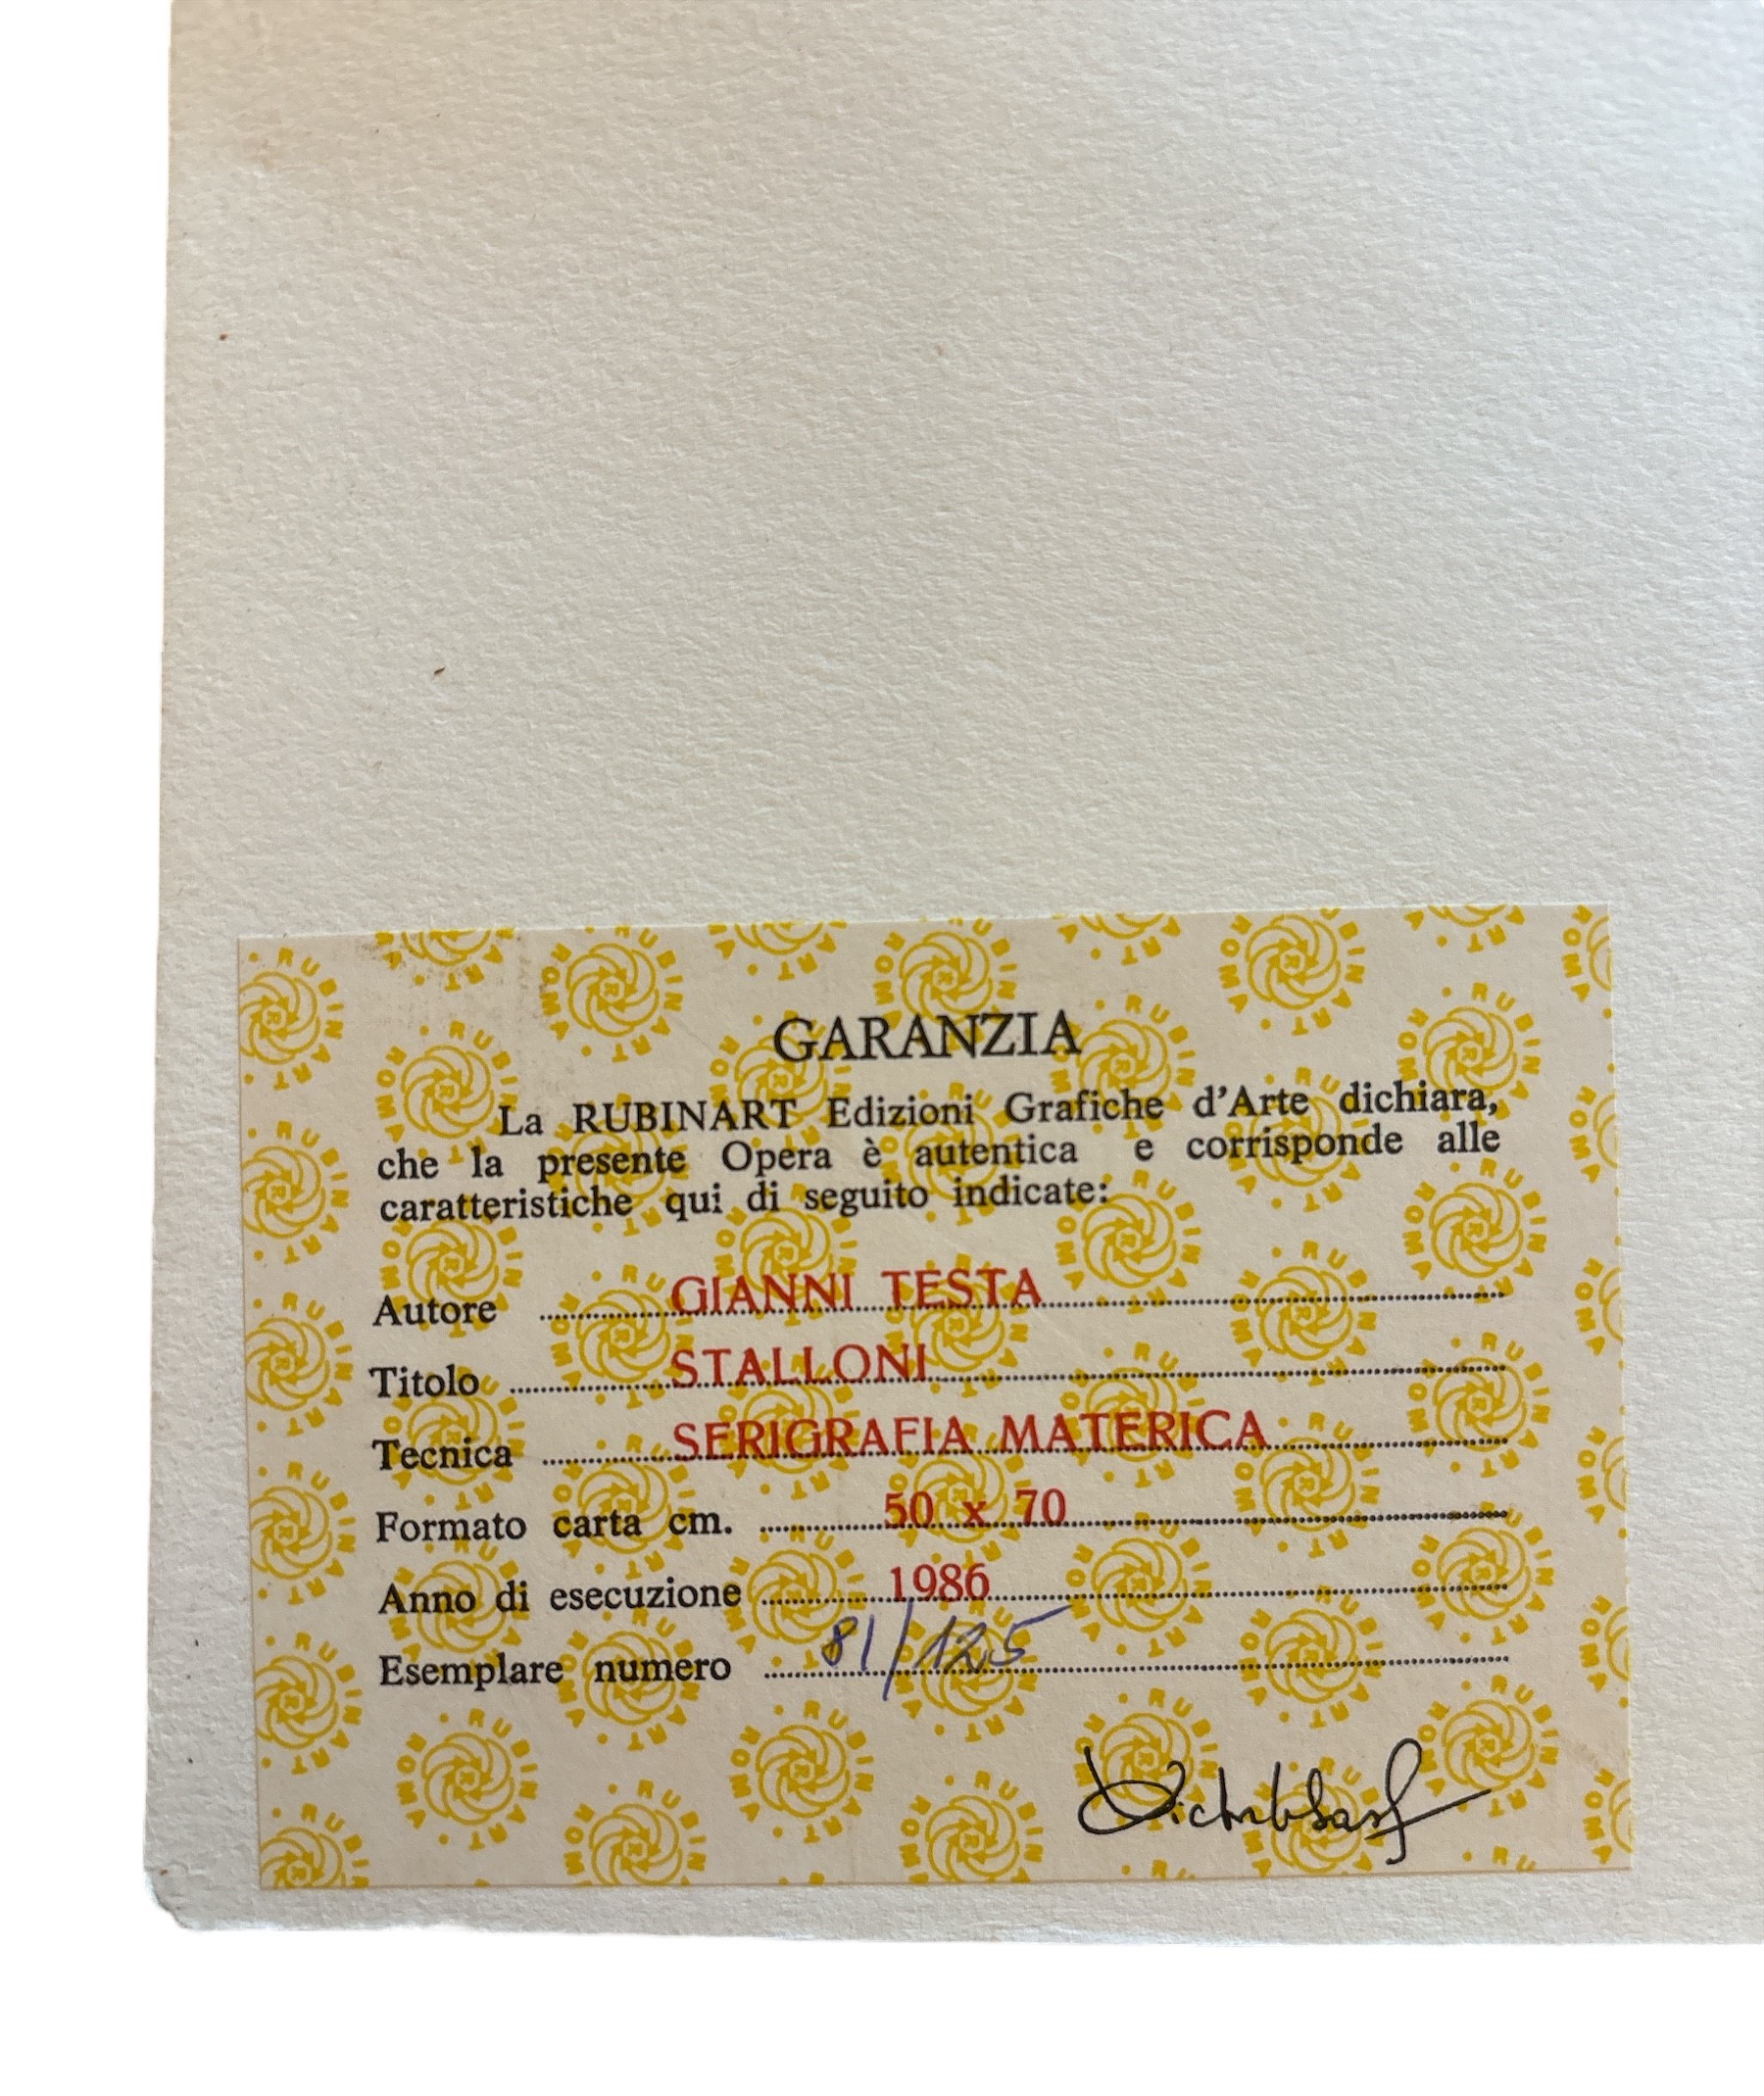 GARANZIA
La RUBINART Edizioni Grafiche d'Arte dichiara,
che la presente Opera è autentica e corrisponde alle
caratteristiche qui di seguito indicate:
Autore GIANNI TESTA
Titolo STALLONI
Tecnica SERIGRAFIA MATERICA
Formato carta cm. 50 x 70
Anno di esecuzione 1986
Esemplare numero 81/125